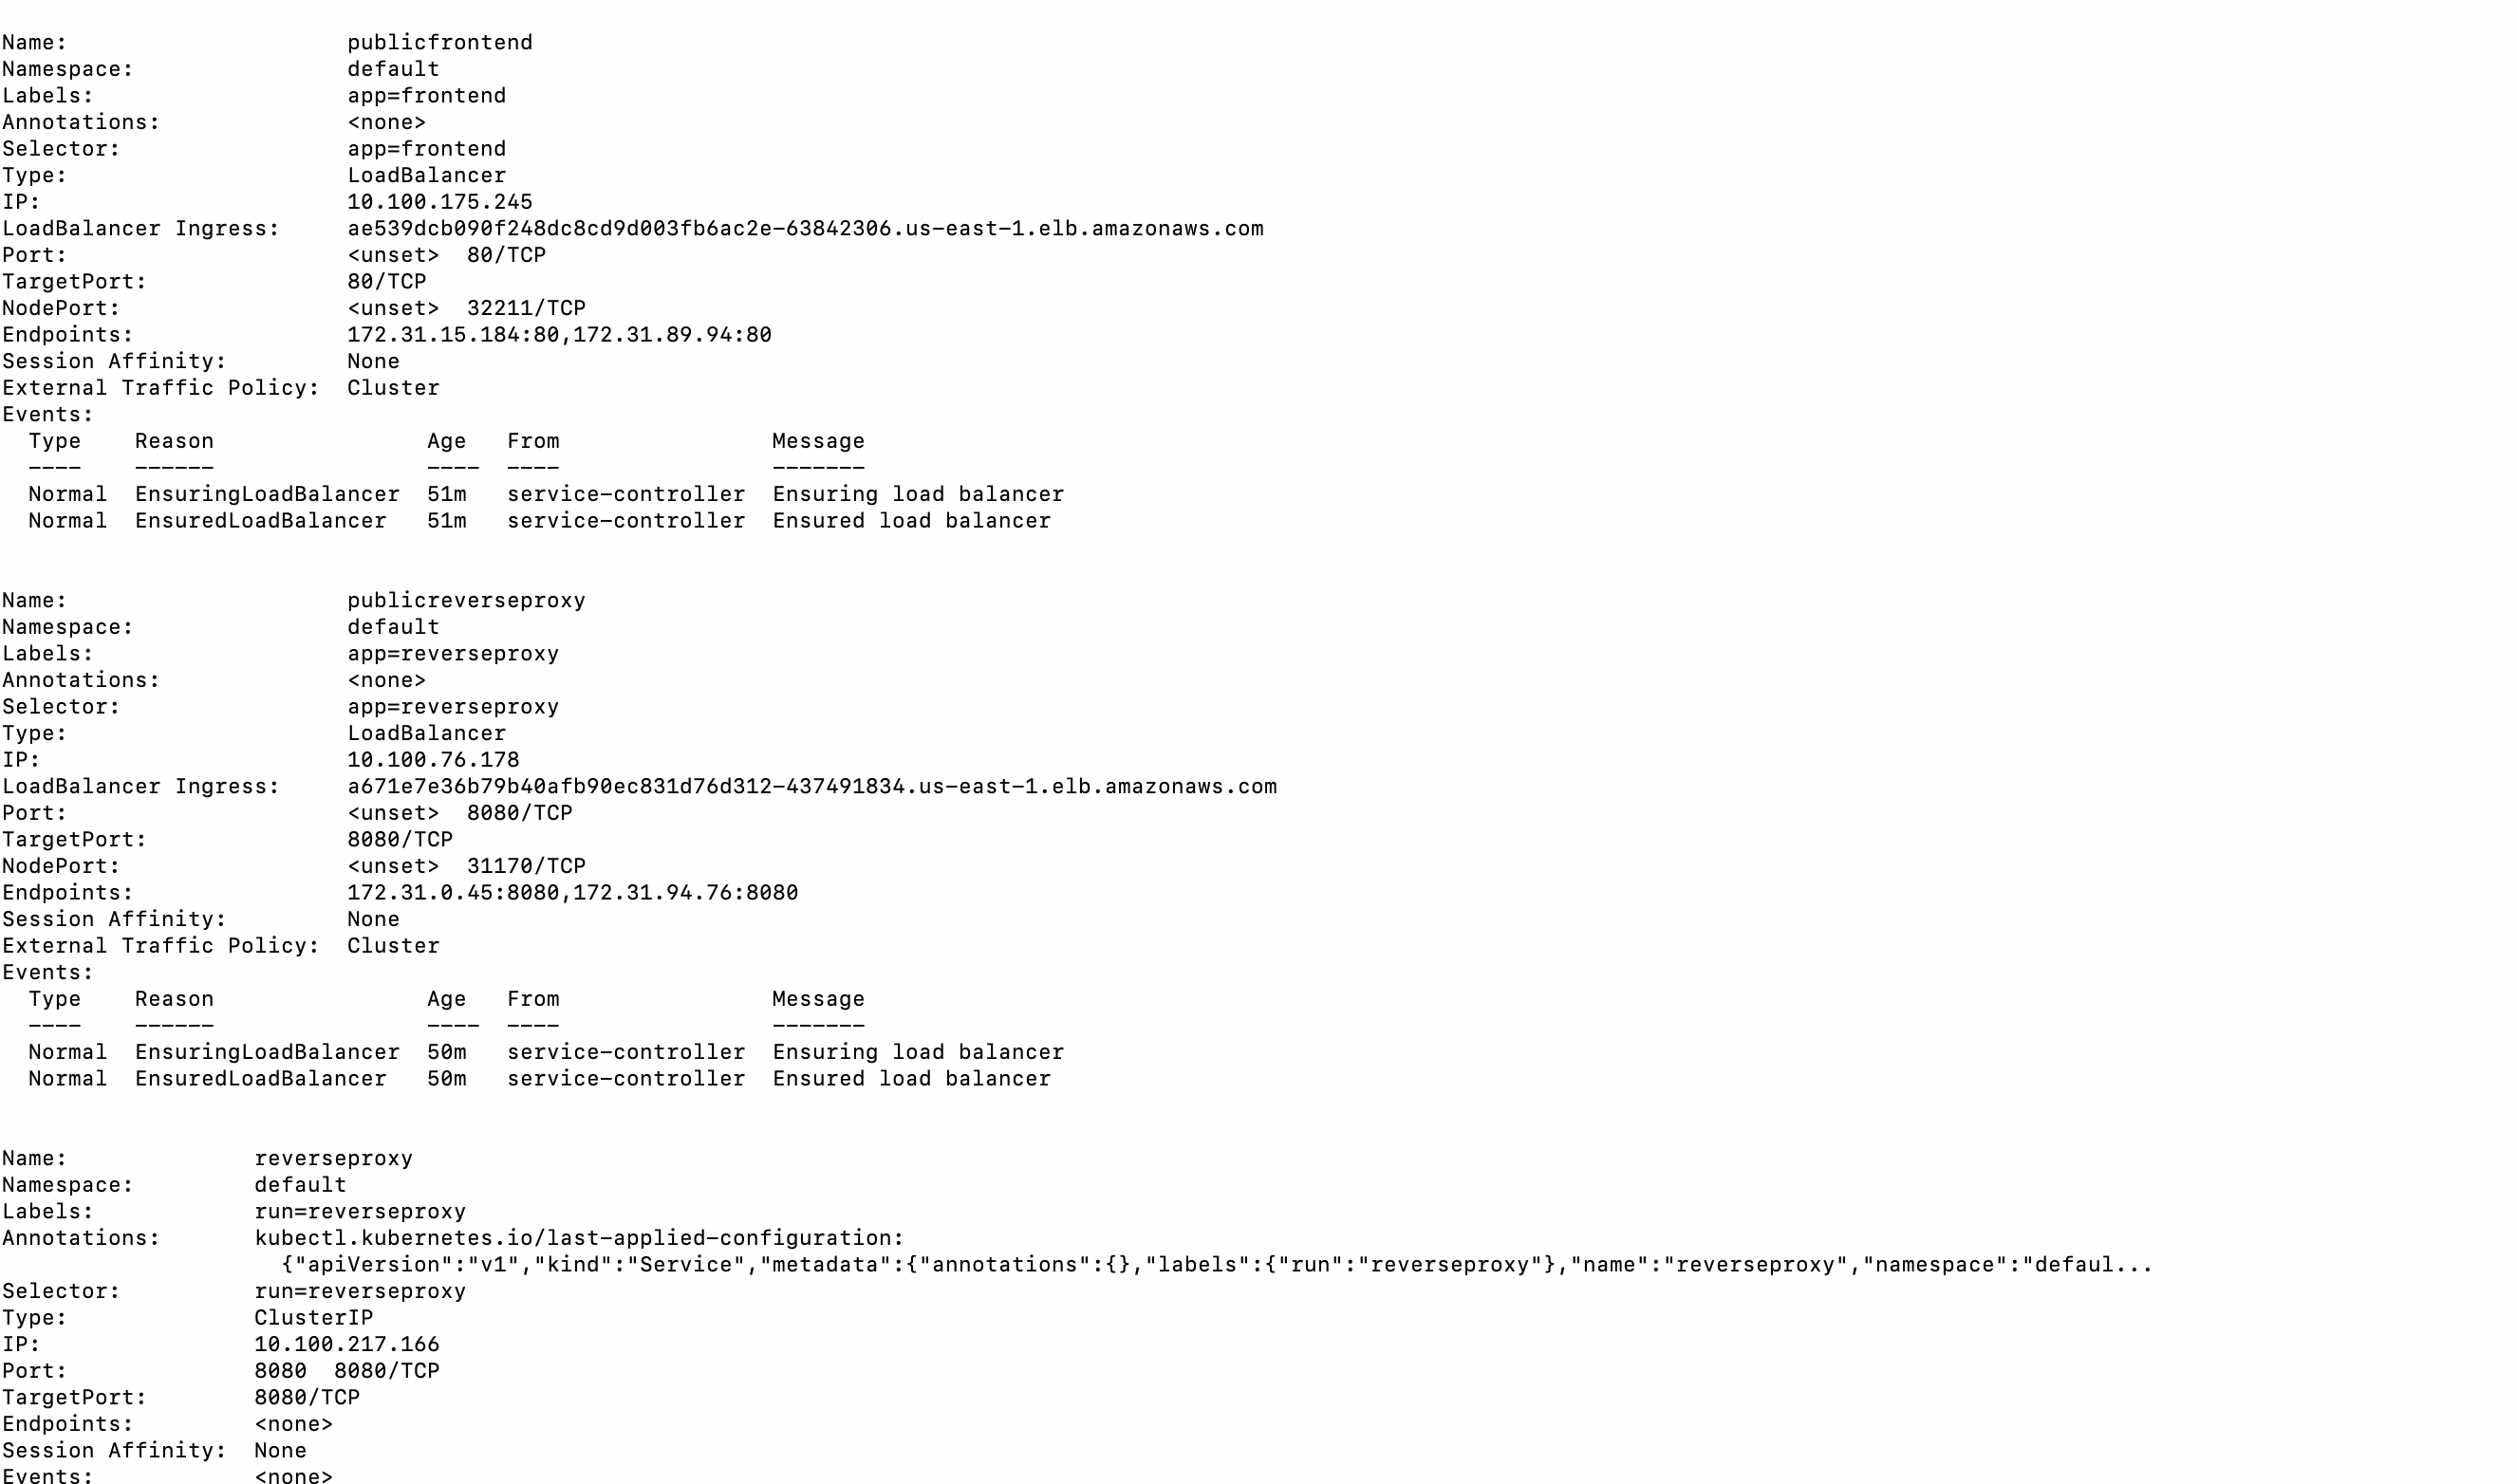 Name:                     publicfrontend
Namespace:                default
Labels:                   app=frontend
Annotations:              <none>
Selector:                 app=frontend
Type:                     LoadBalancer
IP:                       10.100.175.245
LoadBalancer Ingress:     ae539dcb090f248dc8cd9d003fb6ac2e-63842306.us-east-1.elb.amazonaws.com
Port:                     <unset>  80/TCP
TargetPort:               80/TCP
NodePort:                 <unset>  32211/TCP
Endpoints:                172.31.15.184:80,172.31.89.94:80
Session Affinity:         None
External Traffic Policy:  Cluster
Events:
  Type    Reason                Age   From                Message
  ----    ------                ----  ----                -------
  Normal  EnsuringLoadBalancer  51m   service-controller  Ensuring load balancer
  Normal  EnsuredLoadBalancer   51m   service-controller  Ensured load balancer
Name:                     publicreverseproxy
Namespace:                default
Labels:                   app=reverseproxy
Annotations:              <none>
Selector:                 app=reverseproxy
Type:                     LoadBalancer
IP:                       10.100.76.178
LoadBalancer Ingress:     a671e7e36b79b40afb90ec831d76d312-437491834.us-east-1.elb.amazonaws.com
Port:                     <unset>  8080/TCP
TargetPort:               8080/TCP
NodePort:                 <unset>  31170/TCP
Endpoints:                172.31.0.45:8080,172.31.94.76:8080
Session Affinity:         None
External Traffic Policy:  Cluster
Events:
  Type    Reason                Age   From                Message
  ----    ------                ----  ----                -------
  Normal  EnsuringLoadBalancer  50m   service-controller  Ensuring load balancer
  Normal  EnsuredLoadBalancer   50m   service-controller  Ensured load balancer
Name:              reverseproxy
Namespace:         default
Labels:            run=reverseproxy
Annotations:       kubectl.kubernetes.io/last-applied-configuration:
                     {"apiVersion":"v1","kind":"Service","metadata":{"annotations":{},"labels":{"run":"reverseproxy"},"name":"reverseproxy","namespace":"defaul...
Selector:          run=reverseproxy
Type:              ClusterIP
IP:                10.100.217.166
Port:              8080  8080/TCP
TargetPort:        8080/TCP
Endpoints:         <none>
Session Affinity:  None
Events:            <none>